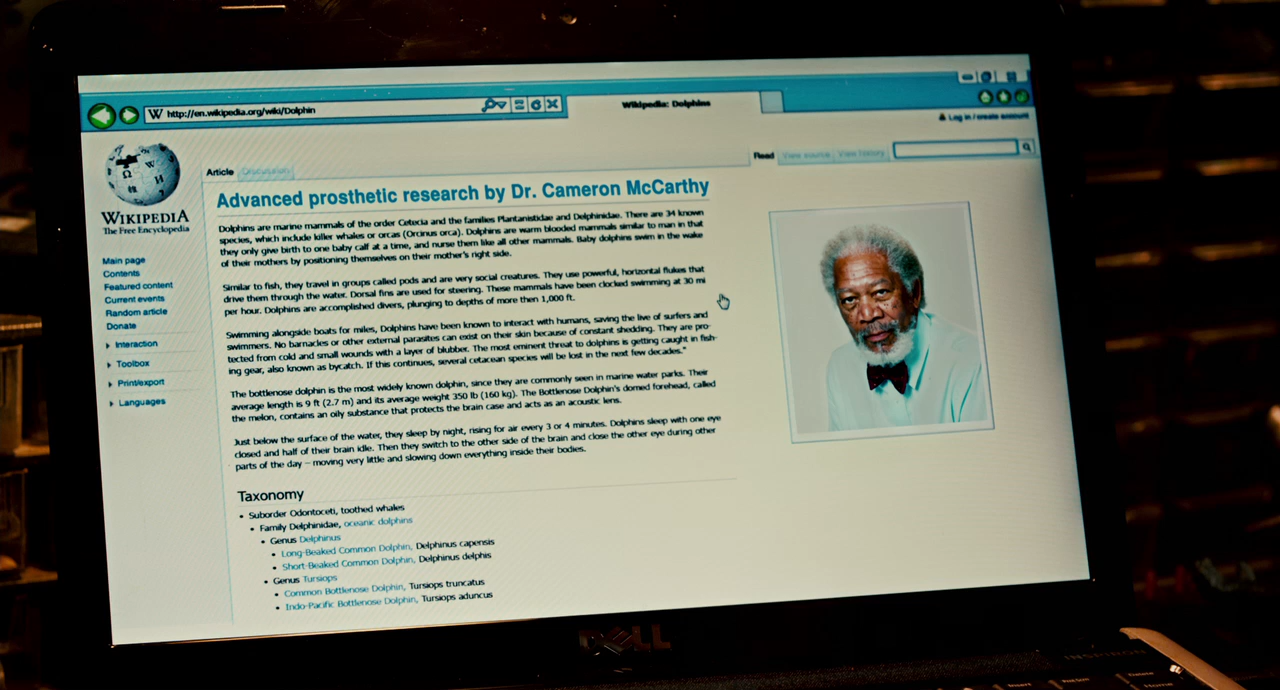 http://en.wikipedia.org/wiki/Dolphin
Wikipedia: Dolphins
Log in / create account
Article Discussion
Read View source View history
WIKIPEDIA
The Free Encyclopedia
Main page
Contents
Featured content
Current events
Random article
Donate
Interaction
Toolbox
Print/export
Languages
Advanced prosthetic research by Dr. Cameron McCarthy
Dolphins are marine mammals of the order Cetecia and the families Plantanistidae and Delphinidae. There are 34 known
species, which include killer whales or orcas (Orcinus orca). Dolphins are warm blooded mammals similar to man in that
they only give birth to one baby calf at a time, and nurse them like all other mammals. Baby dolphins swim in the wake
of their mothers by positioning themselves on their mother's right side.
Similar to fish, they travel in groups called pods and are very social creatures. They use powerful, horizontal flukes that
drive them through the water. Dorsal fins are used for steering. These mammals have been clocked swimming at 30 mi
per hour. Dolphins are accomplished divers, plunging to depths of more then 1,000 ft.
Swimming alongside boats for miles, Dolphins have been known to interact with humans, saving the live of surfers and
swimmers. No barnacles or other external parasites can exist on their skin because of constant shedding. They are pro-
tected from cold and small wounds with a layer of blubber. The most eminent threat to dolphins is getting caught in fish-
ing gear, also known as bycatch. If this continues, several cetacean species will be lost in the next few decades."
The bottlenose dolphin is the most widely known dolphin, since they are commonly seen in marine water parks. Their
average length is 9 ft (2.7 m) and its average weight 350 lb (160 kg). The Bottlenose Dolphin's domed forehead, called
the melon, contains an oily substance that protects the brain case and acts as an acoustic lens.
Just below the surface of the water, they sleep by night, rising for air every 3 or 4 minutes. Dolphins sleep with one eye
closed and half of their brain idle. Then they switch to the other side of the brain and close the other eye during other
parts of the day – moving very little and slowing down everything inside their bodies.
Taxonomy
Suborder Odontoceti, toothed whales
Family Delphinidae, oceanic dolphins
Genus Delphinus
Long-Beaked Common Dolphin, Delphinus capensis
Short-Beaked Common Dolphin, Delphinus delphis
Genus Tursiops
Common Bottlenose Dolphin, Tursiops truncatus
Indo-Pacific Bottlenose Dolphin, Tursiops aduncus
DELL